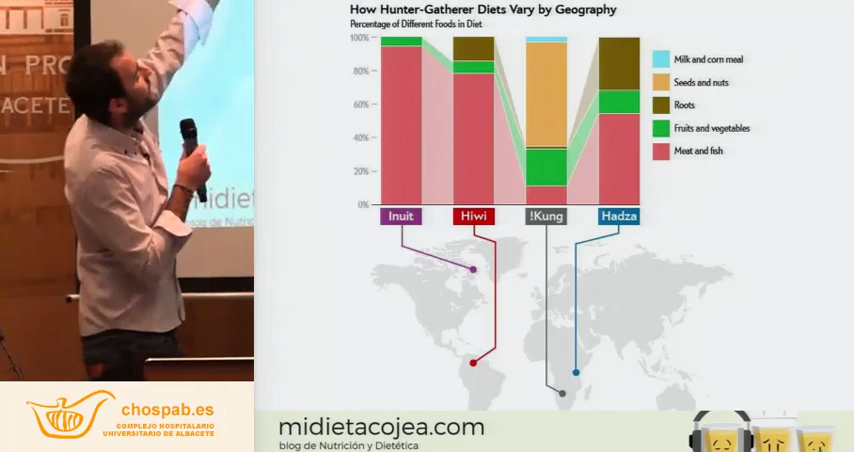 N PRO
ACETE
midiet
How Hunter-Gatherer Diets Vary by Geography
Percentage of Different Foods in Diet
100%
80%
60%
40%
20%
0%
Milk and corn meal
Seeds and nuts
Roots
Fruits and vegetables
Meat and fish
Inuit
Hiwi
!Kung
Hadza
chospab.es
COMPLEJO HOSPITALARIO
UNIVERSITARIO DE ALBACETE
midietacojea.com
blog de Nutrición y Dietética